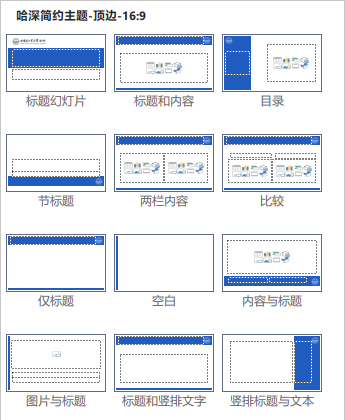 哈深简约主题-顶边-16:9
标题幻灯片
标题和内容
目录
节标题
两栏内容
比较
仅标题
空白
内容与标题
图片与标题
标题和竖排文字
竖排标题与文本